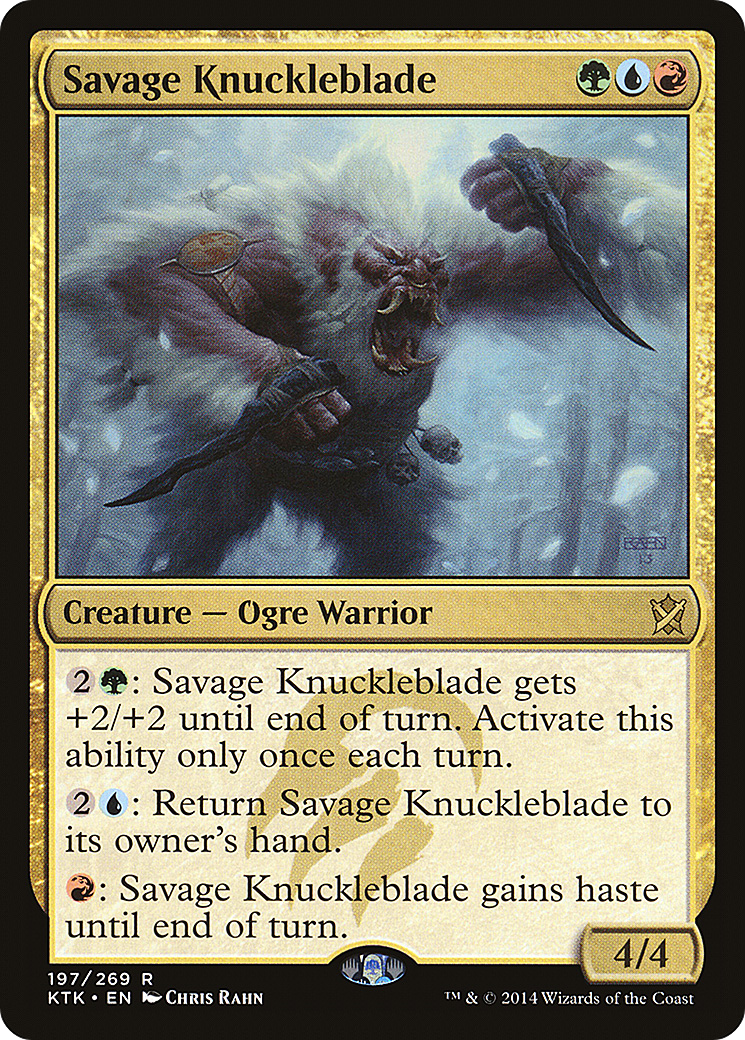 Savage Knuckleblade
Creature — Ogre Warrior
2: Savage Knuckleblade gets
+2/+2 until end of turn. Activate this
ability only once each turn.
2: Return Savage Knuckleblade to
its owner's hand.
: Savage Knuckleblade gains haste
until end of turn.
4/4
197/269 R
KTK • EN Chris Rahn
™ & © 2014 Wizards of the Coast
RAHN
13